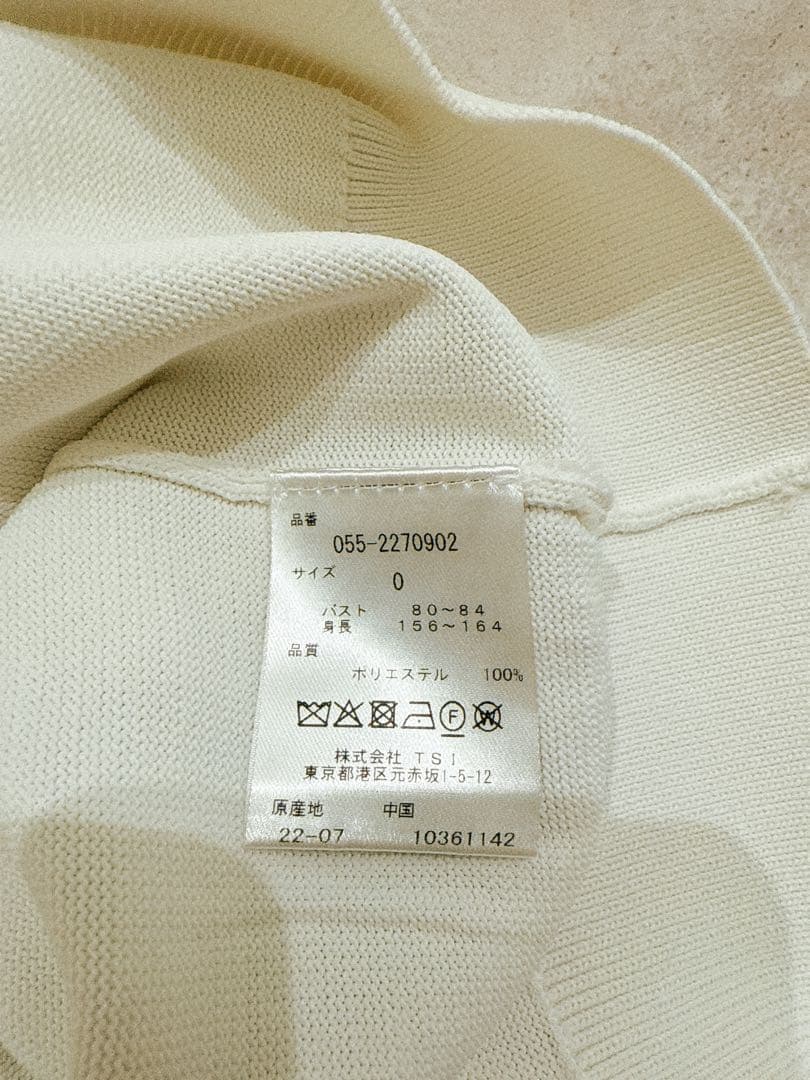 品番
055-2270902
サイズ 0
バスト 80～84
身長 156～164
品質
ポリエステル 100%
F W
株式会社 TSI
東京都港区元赤坂1-5-12
原産地 中国
22-07 10361142